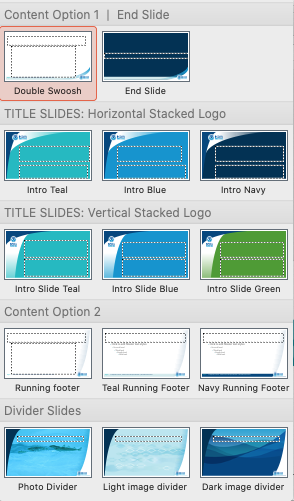 Content Option 1 | End Slide
Double Swoosh
End Slide
TITLE SLIDES: Horizontal Stacked Logo
Intro Teal
Intro Blue
Intro Navy
TITLE SLIDES: Vertical Stacked Logo
Intro Slide Teal
Intro Slide Blue
Intro Slide Green
Content Option 2
Running footer
Teal Running Footer
Navy Running Footer
Divider Slides
Photo Divider
Light image divider
Dark image divider